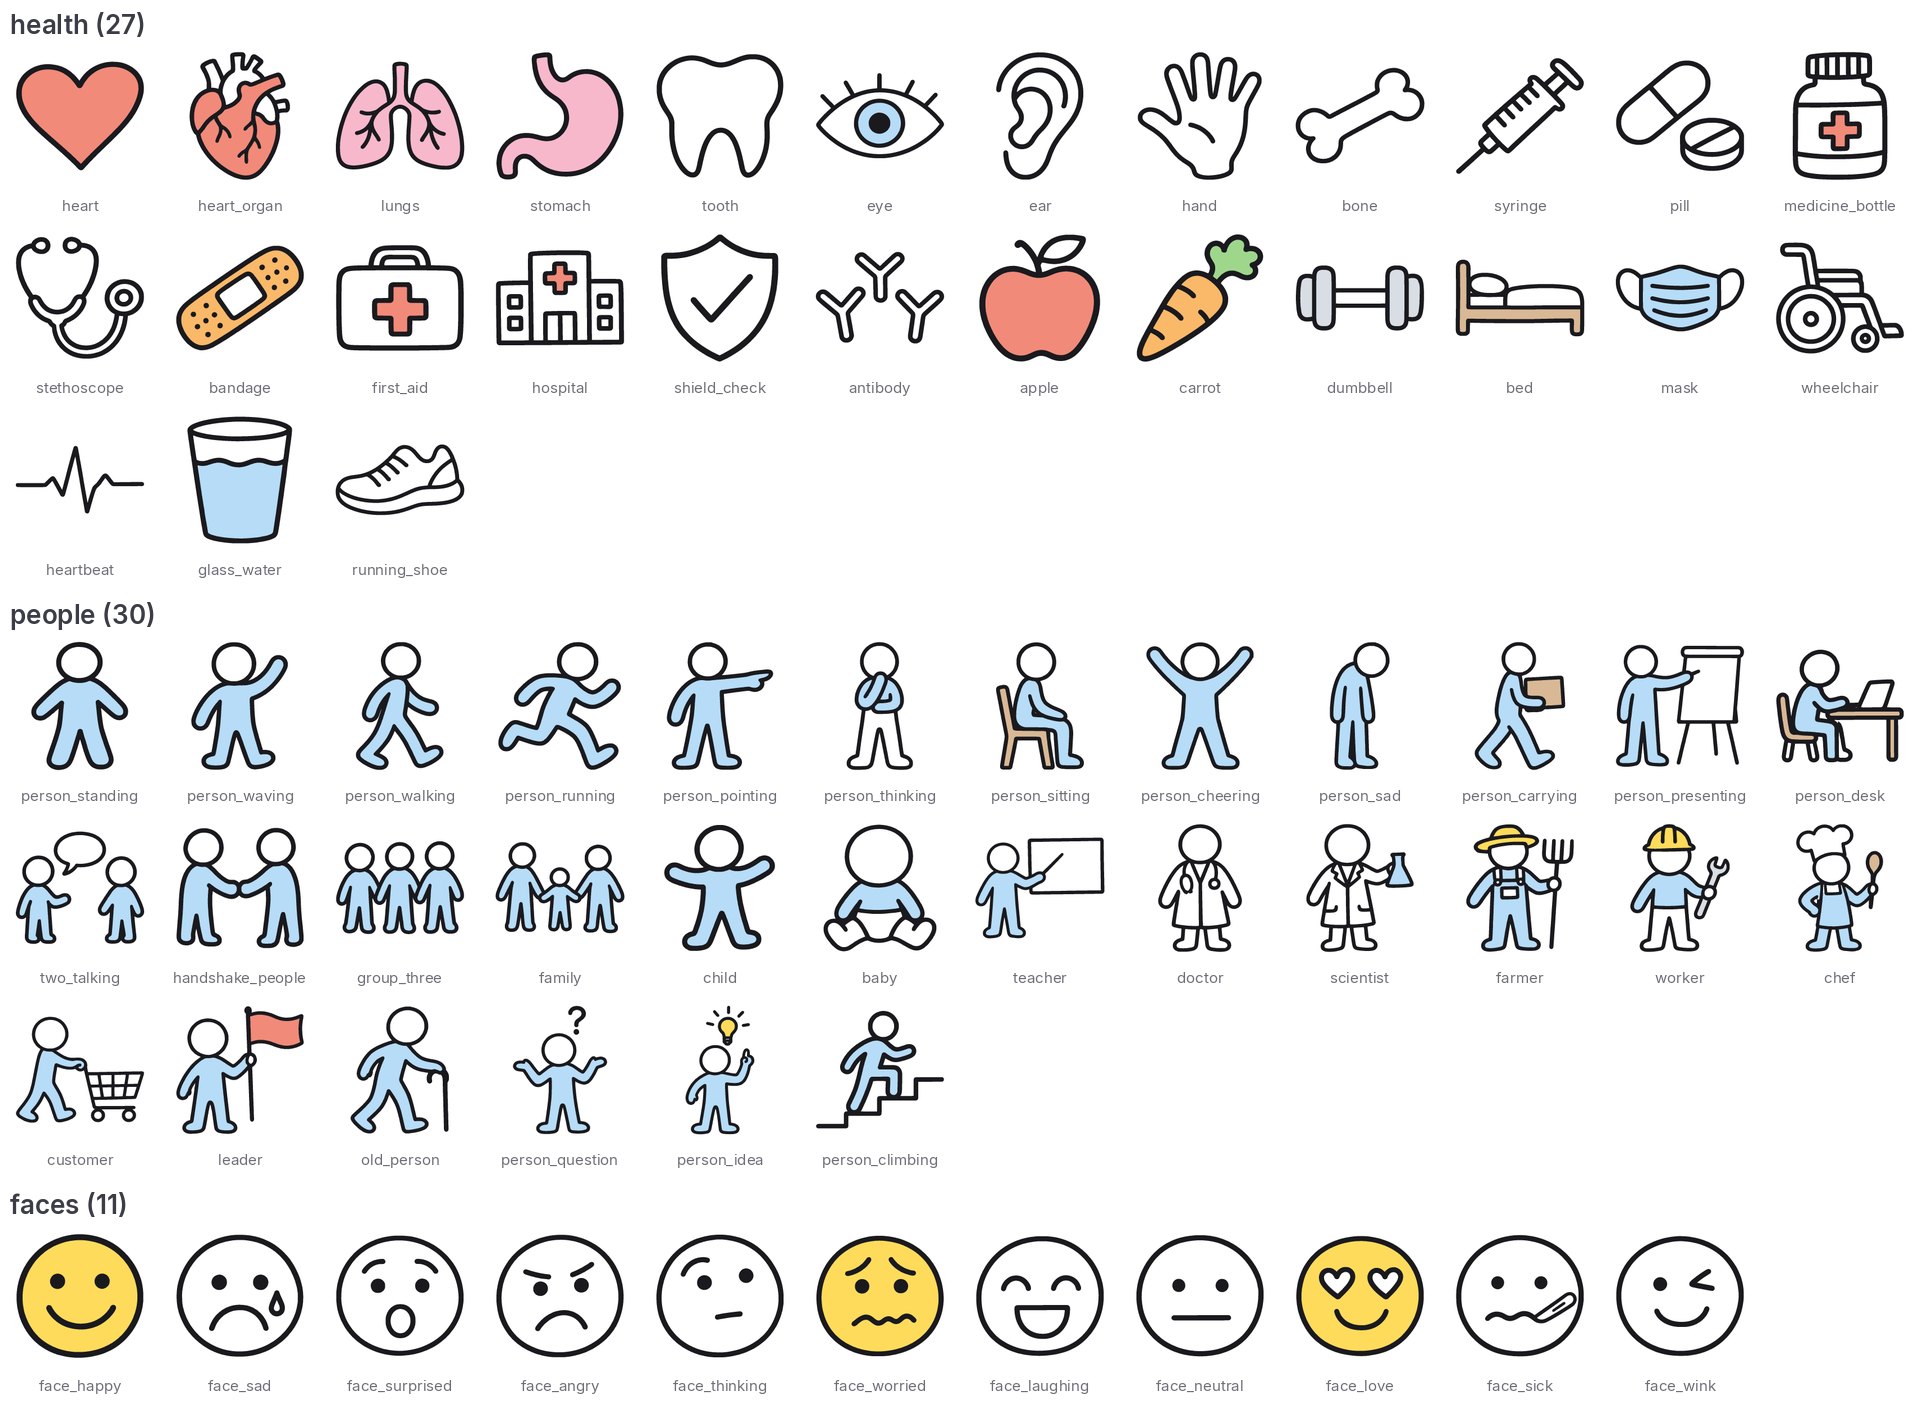 health (27)
heart heart_organ lungs stomach tooth eye ear hand bone syringe pill medicine_bottle
stethoscope bandage first_aid hospital shield_check antibody apple carrot dumbbell bed mask wheelchair
heartbeat glass_water running_shoe
people (30)
person_standing person_waving person_walking person_running person_pointing person_thinking person_sitting person_cheering person_sad person_carrying person_presenting person_desk
two_talking handshake_people group_three family child baby teacher doctor scientist farmer worker chef
?
customer leader old_person person_question person_idea person_climbing
faces (11)
face_happy face_sad face_surprised face_angry face_thinking face_worried face_laughing face_neutral face_love face_sick face_wink